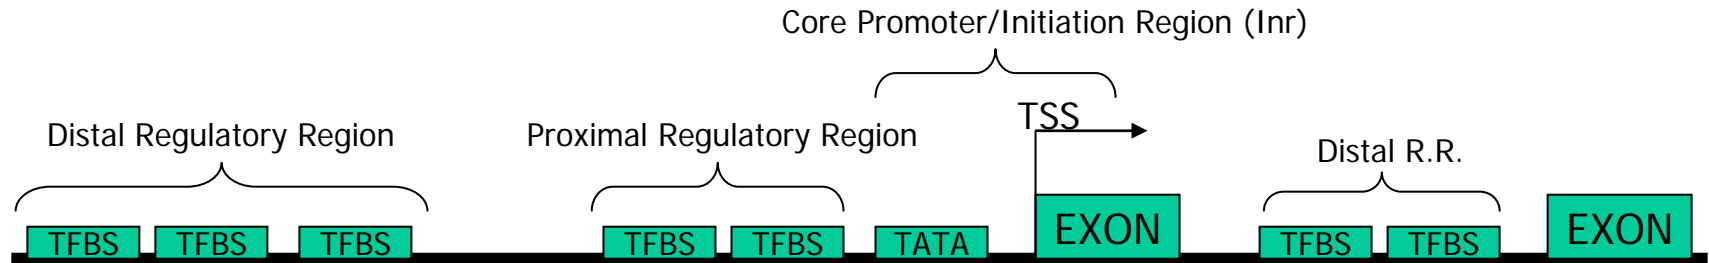 Core Promoter/Initiation Region (Inr)
TSS
Distal Regulatory Region
Proximal Regulatory Region
Distal R.R.
TFBS TFBS TFBS TFBS TFBS TATA EXON TFBS TFBS EXON